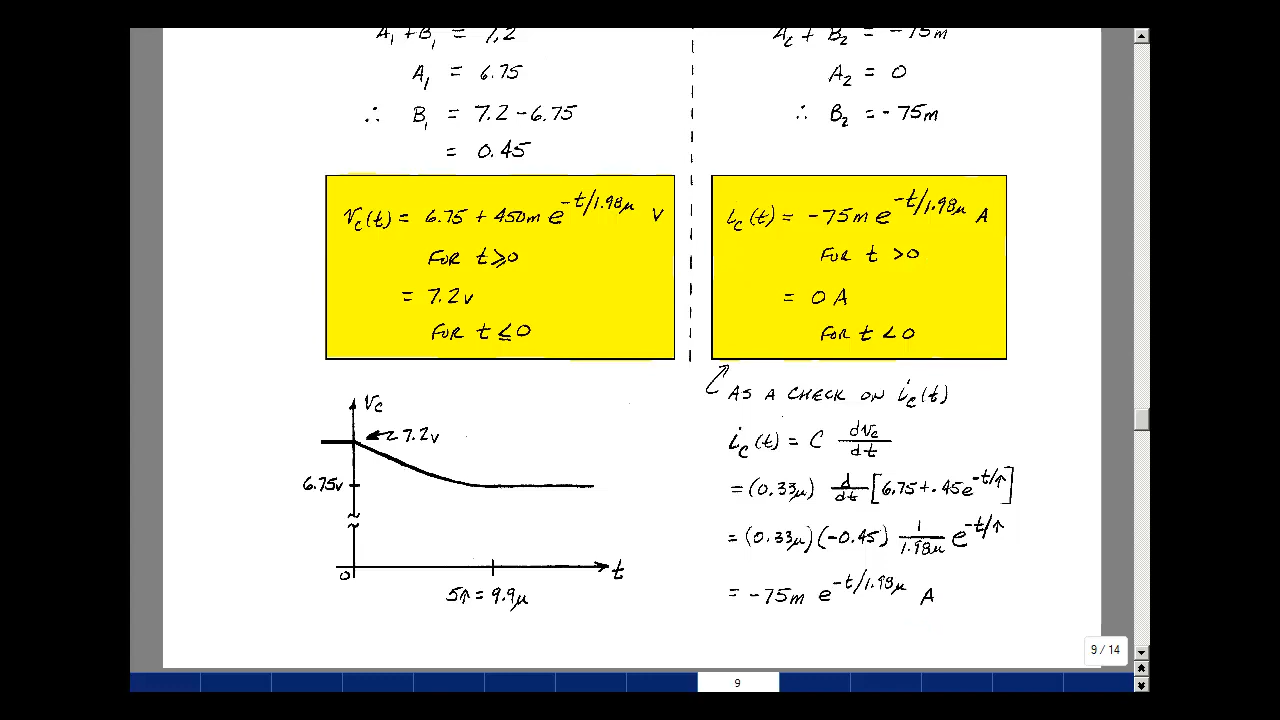 A₁ + B₁ = 7.2
A₁ = 6.75
∴ B₁ = 7.2 - 6.75
= 0.45
Vc(t) = 6.75 + 450m e^(-t/1.98μ) V
FOR t ≥ 0
= 7.2V
FOR t ≤ 0
Vc
7.2V
6.75V
0
t
5τ = 9.9μ
A₂ + B₂ = -75m
A₂ = 0
∴ B₂ = -75m
ic(t) = -75m e^(-t/1.98μ) A
FOR t > 0
= 0 A
FOR t < 0
AS A CHECK ON ic(t)
ic(t) = C dvc/dt
= (0.33μ) d/dt [6.75 + .45e^(-t/τ)]
= (0.33μ)(-0.45) 1/1.98μ e^(-t/τ)
= -75m e^(-t/1.98μ) A
9 / 14
9